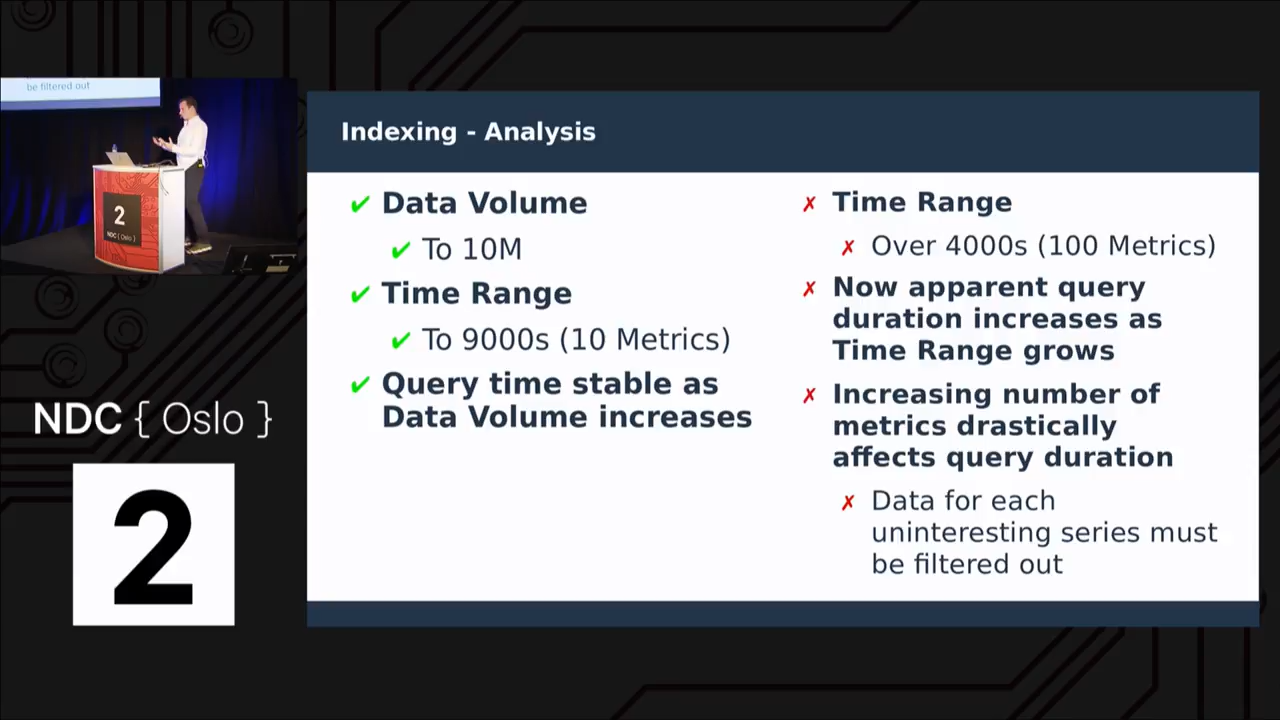 be filtered out
2
NDC { Oslo }
NDC { Oslo }
2
Indexing - Analysis
✔ Data Volume
✔ To 10M
✔ Time Range
✔ To 9000s (10 Metrics)
✔ Query time stable as
Data Volume increases
✗ Time Range
✗ Over 4000s (100 Metrics)
✗ Now apparent query
duration increases as
Time Range grows
✗ Increasing number of
metrics drastically
affects query duration
✗ Data for each
uninteresting series must
be filtered out